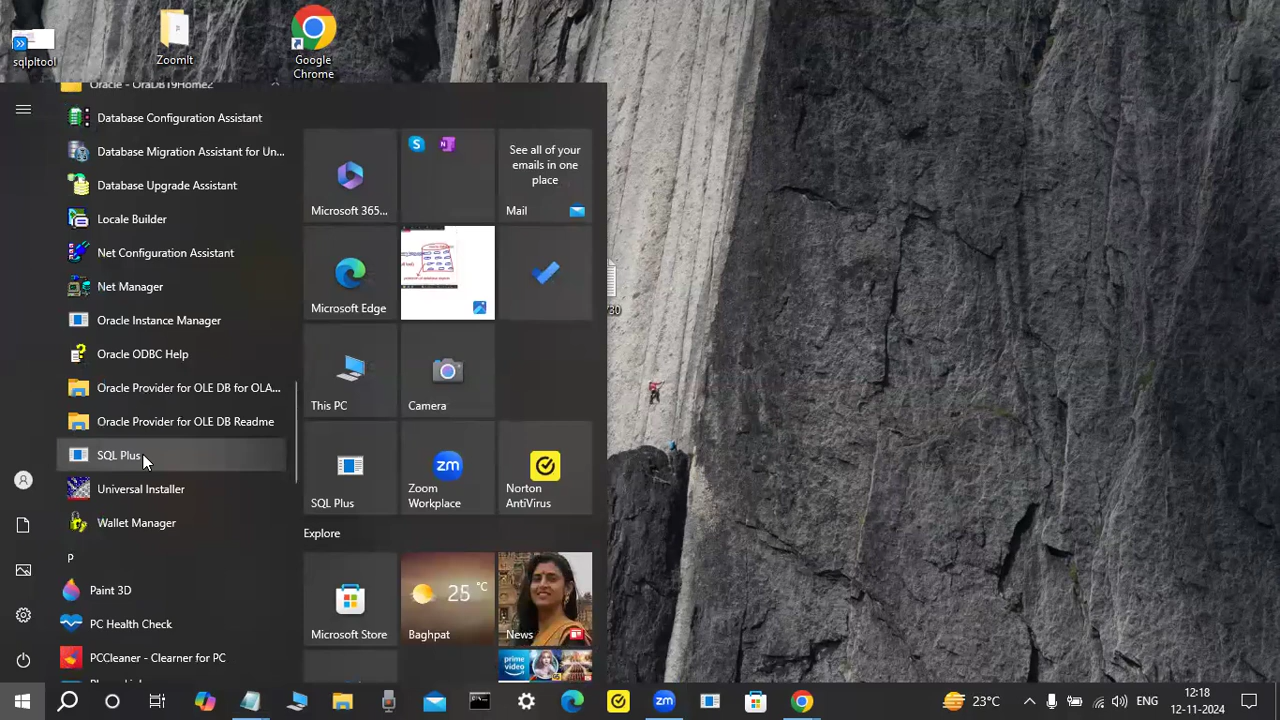 sqlpltool
ZoomIt
Google
Chrome
Oracle - OraDB19Home2
Database Configuration Assistant
Database Migration Assistant for Un...
Database Upgrade Assistant
Locale Builder
Net Configuration Assistant
Net Manager
Oracle Instance Manager
Oracle ODBC Help
Oracle Provider for OLE DB for OLA...
Oracle Provider for OLE DB Readme
SQL Plus
Universal Installer
Wallet Manager
P
Paint 3D
PC Health Check
PCCleaner - Clearner for PC
Microsoft 365...
See all of your
emails in one
place
Mail
Microsoft Edge
This PC
Camera
SQL Plus
Zoom
Workplace
Norton
AntiVirus
Explore
Microsoft Store
25 °C
Baghpat
News
prime
video
zm
23°C
ENG
12:18
12-11-2024